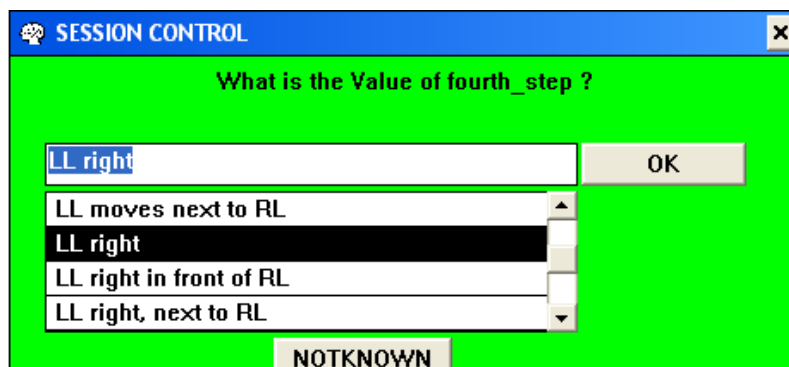 SESSION CONTROL
What is the Value of fourth_step ?
LL right
OK
LL moves next to RL
LL right
LL right in front of RL
LL right, next to RL
NOTKNOWN